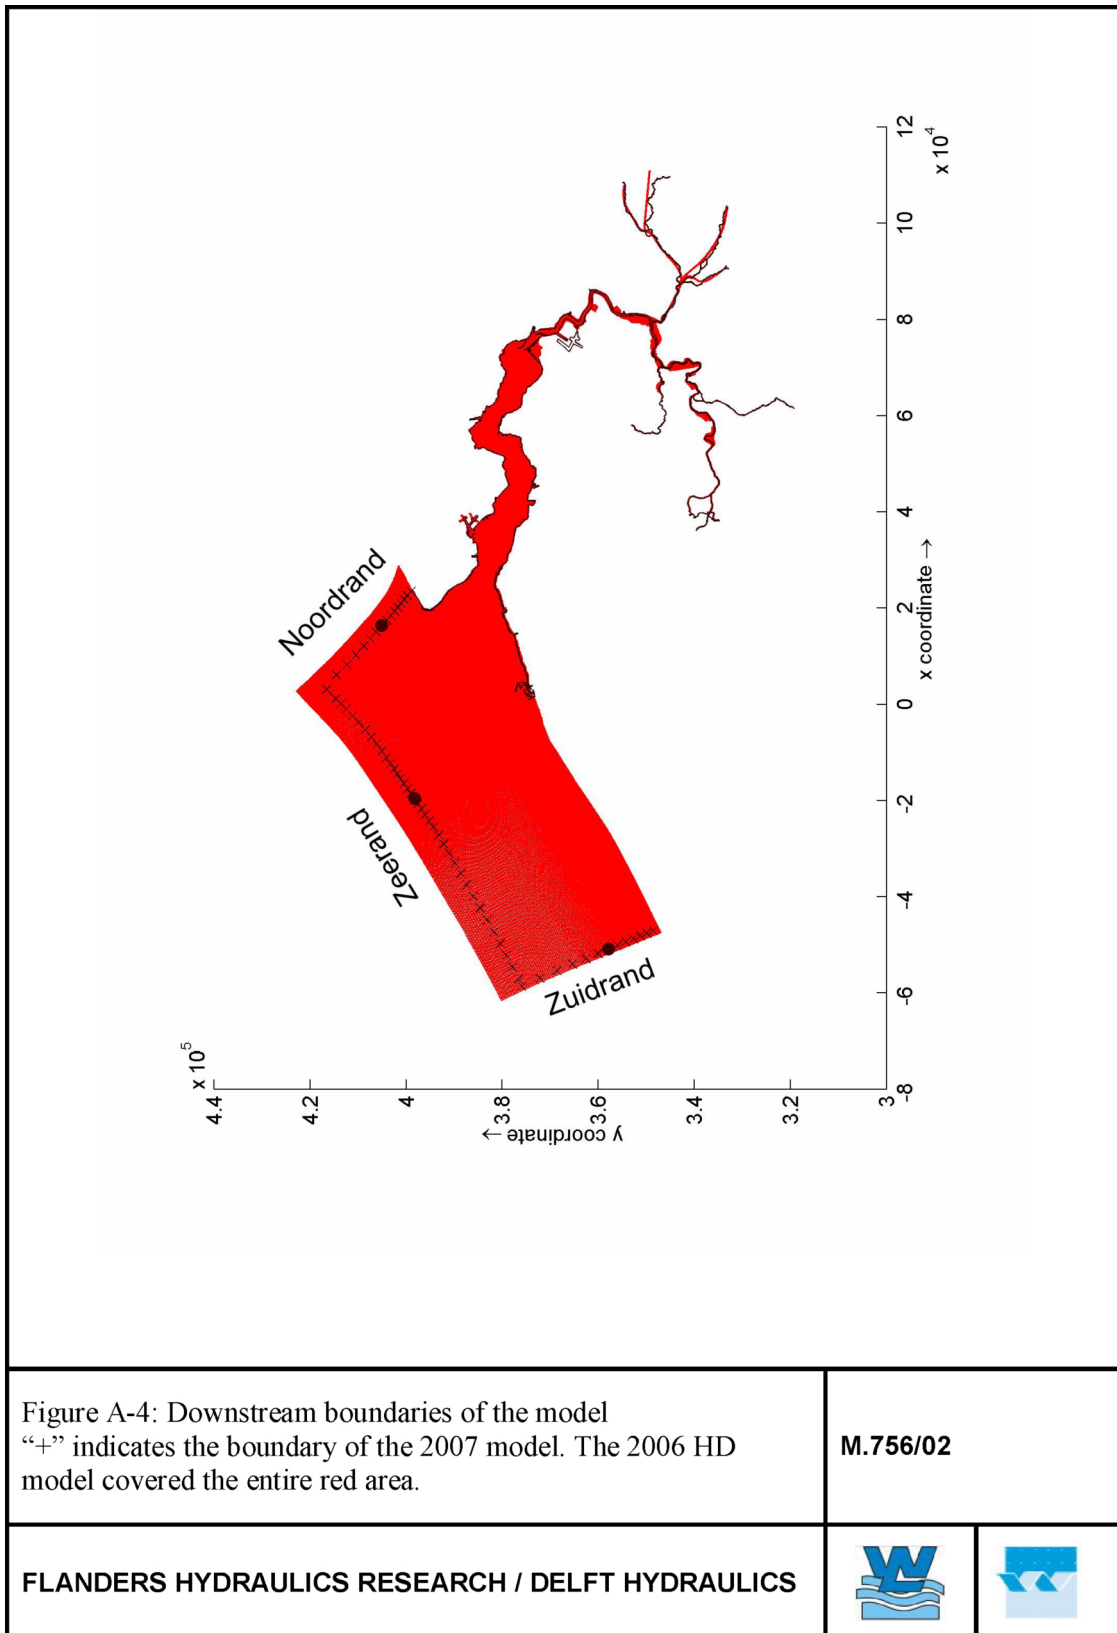 Noordrand
Zeerand
Zuidrand
x 10^5
4.4
4.2
4
3.8
3.6
3.4
3.2
3
y coordinate →
-8
-6
-4
-2
0
2
4
6
8
10
12
x 10^4
x coordinate →
Figure A-4: Downstream boundaries of the model
“+” indicates the boundary of the 2007 model. The 2006 HD
model covered the entire red area.
M.756/02
FLANDERS HYDRAULICS RESEARCH / DELFT HYDRAULICS
WL